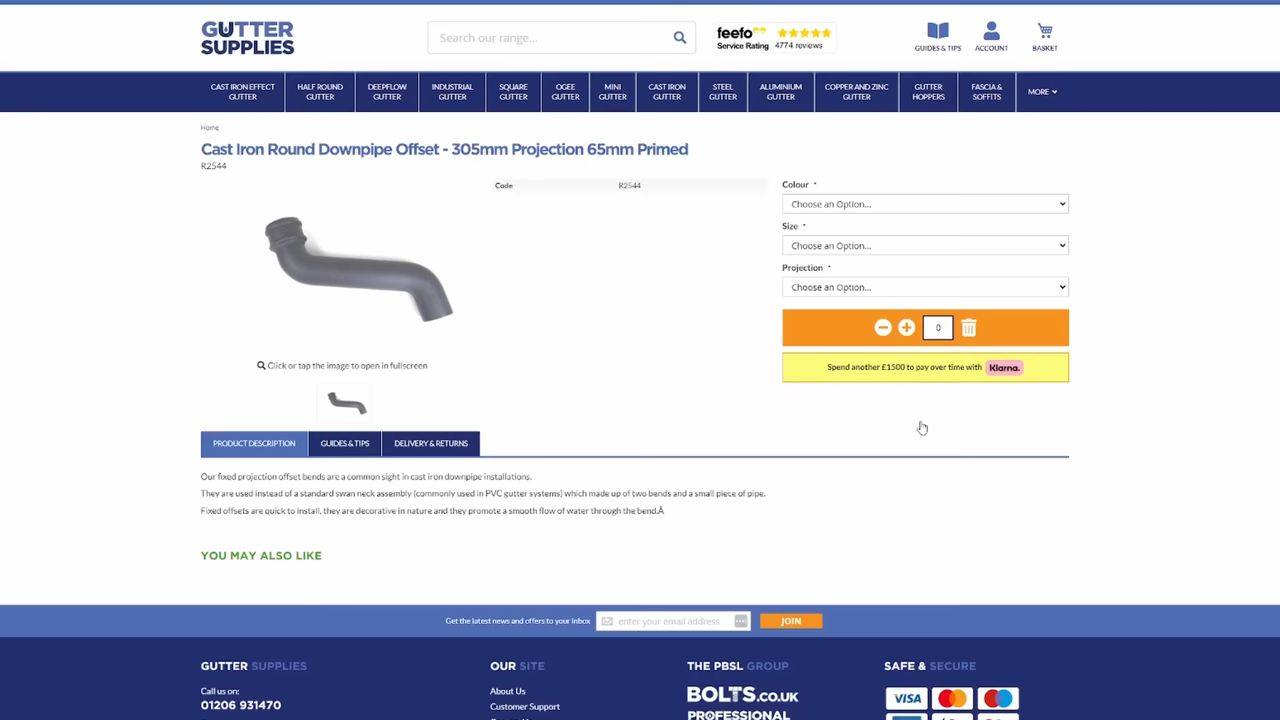 GUTTER
SUPPLIES
Search our range...
feefo
Service Rating
4774 reviews
GUIDES & TIPS
ACCOUNT
BASKET
CAST IRON EFFECT
GUTTER
HALF ROUND
GUTTER
DEEPFLOW
GUTTER
INDUSTRIAL
GUTTER
SQUARE
GUTTER
OGEE
GUTTER
MINI
GUTTER
CAST IRON
GUTTER
STEEL
GUTTER
ALUMINIUM
GUTTER
COPPER AND ZINC
GUTTER
GUTTER
HOPPERS
FASCIA &
SOFFITS
MORE
Home
Cast Iron Round Downpipe Offset - 305mm Projection 65mm Primed
R2544
Code R2544
Colour *
Choose an Option...
Size *
Choose an Option...
Projection *
Choose an Option...
0
Spend another £1500 to pay over time with Klarna.
Click or tap the image to open in fullscreen
PRODUCT DESCRIPTION
GUIDES & TIPS
DELIVERY & RETURNS
Our fixed projection offset bends are a common sight in cast iron downpipe installations.
They are used instead of a standard swan neck assembly (commonly used in PVC gutter systems) which made up of two bends and a small piece of pipe.
Fixed offsets are quick to install, they are decorative in nature and they promote a smooth flow of water through the bend.Â
YOU MAY ALSO LIKE
Get the latest news and offers to your inbox
enter your email address
JOIN
GUTTER SUPPLIES
Call us on:
01206 931470
OUR SITE
About Us
Customer Support
THE PBSL GROUP
BOLTS.CO.UK
PROFESSIONAL
SAFE & SECURE
VISA